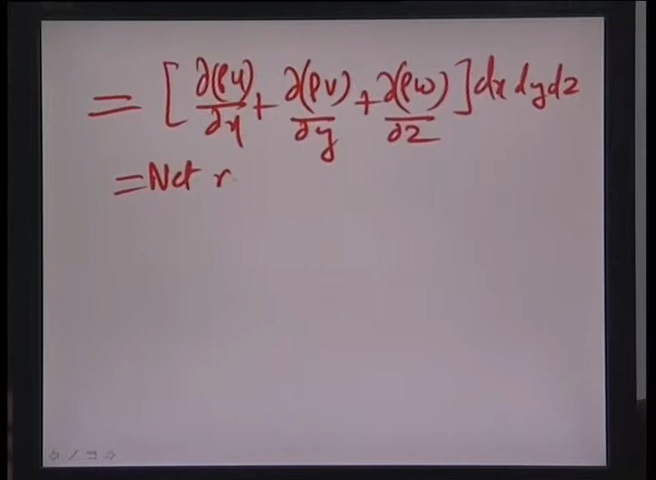 = [ ∂(ρu)/∂x + ∂(ρv)/∂y + ∂(ρw)/∂z ] dx dy dz
= Net r